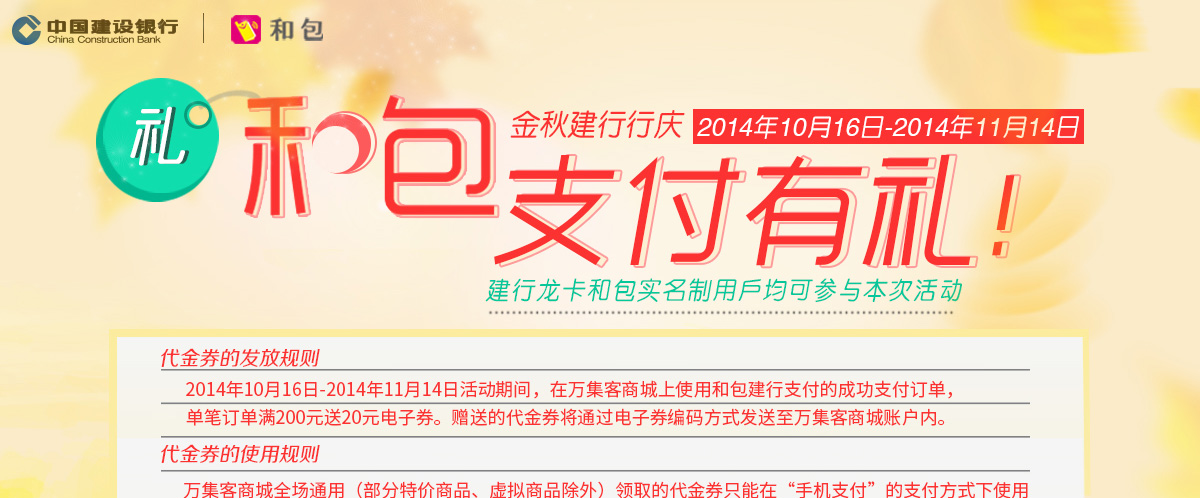 中国建设银行
China Construction Bank
和包
礼
和包
金秋建行行庆 2014年10月16日-2014年11月14日
支付有礼!
建行龙卡和包实名制用戶均可参与本次活动
代金券的发放规则
2014年10月16日-2014年11月14日活动期间，在万集客商城上使用和包建行支付的成功支付订单，
单笔订单满200元送20元电子券。赠送的代金券将通过电子券编码方式发送至万集客商城账户内。
代金券的使用规则
万集客商城全场通用（部分特价商品、虚拟商品除外）领取的代金券只能在“手机支付”的支付方式下使用